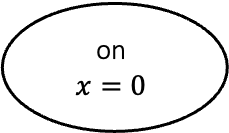 on
x = 0